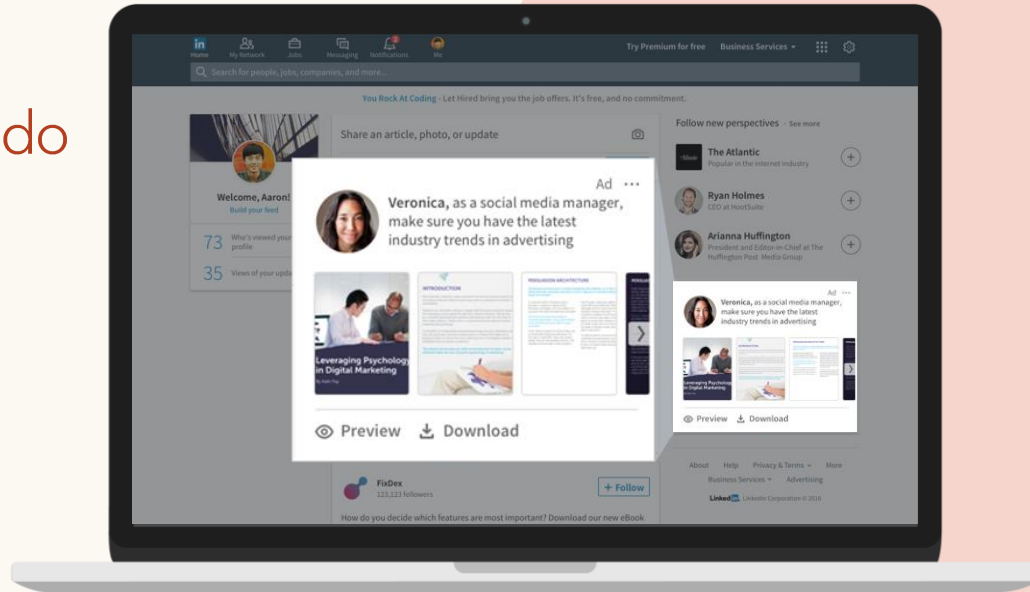 do
in
Home
My Network
Jobs
Messaging
Notifications
Me
Try Premium for free
Business Services
Search for people, jobs, companies, and more...
You Rock At Coding - Let Hired bring you the job offers. It's free, and no commitment.
Welcome, Aaron!
Build your feed
73 Who's viewed your profile
35 Views of your
Share an article, photo, or update
Ad ...
Veronica, as a social media manager,
make sure you have the latest
industry trends in advertising
Leveraging Psychology
in Digital Marketing
INTRODUCTION
PERSUASION ARCHITECTURE
Preview
Download
FixDex
123,123 followers
+ Follow
How do you decide which features are most important? Download our new eBook
Follow new perspectives - See more
The Atlantic
Popular in the internet industry
Ryan Holmes
CEO at HootSuite
Arianna Huffington
President and Editor-in-Chief at The
Huffington Post Media Group
Ad ...
Veronica, as a social media manager,
make sure you have the latest
industry trends in advertising
Leveraging Psychology
in Digital Marketing
Preview
Download
About Help Privacy & Terms More
Business Services Advertising
LinkedIn LinkedIn Corporation © 2016